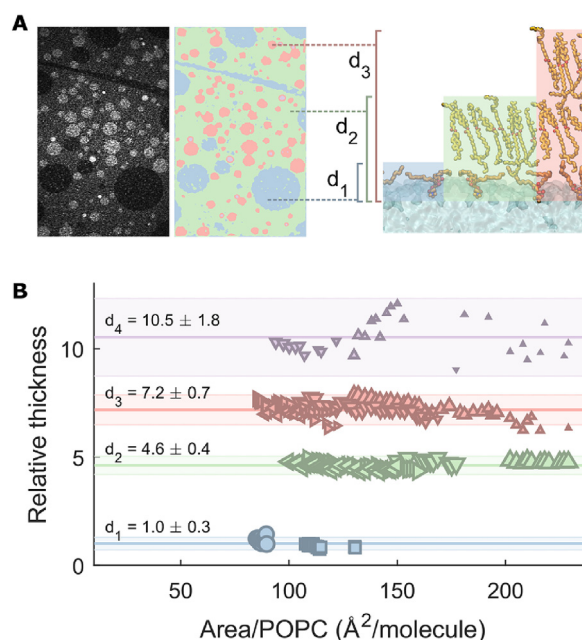 A
d₃
d₂
d₁
B
d₄ = 10.5 ± 1.8
10
d₃ = 7.2 ± 0.7
Relative thickness
d₂ = 4.6 ± 0.4
5
d₁ = 1.0 ± 0.3
0
50 100 150 200
Area/POPC (Å²/molecule)